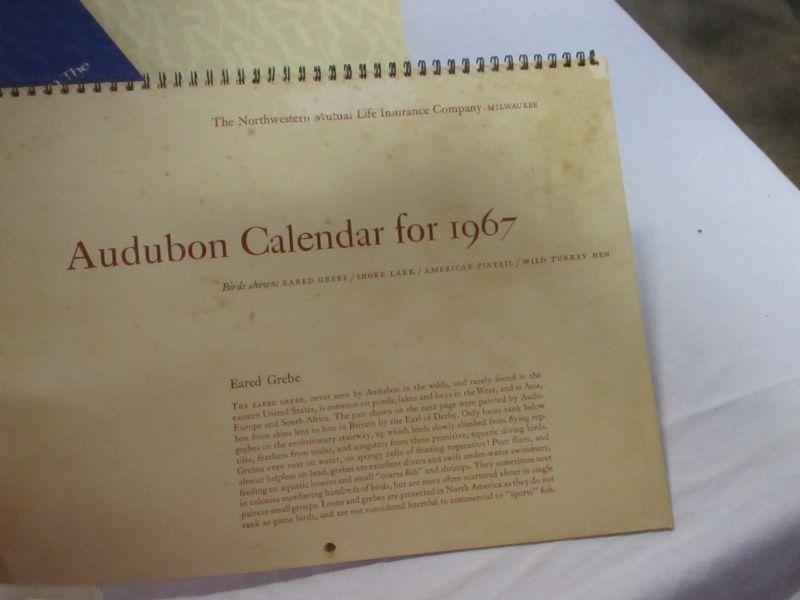 The
The Northwestern Mutual Life Insurance Company · MILWAUKEE
Audubon Calendar for 1967
Birds shown: EARED GREBE / SHORE LARK / AMERICAN PINTAIL / WILD TURKEY HEN
Eared Grebe
THE EARED GREBE, never seen by Audubon in the wilds, and rarely found in the
eastern United States, is common on ponds, lakes and bays in the West, and in Asia,
Europe and South Africa. The pair shown on the next page were painted by Audu-
bon from skins lent to him in Britain by the Earl of Derby. Only loons rank below
grebes on the evolutionary stairway, up which birds slowly climbed from flying rep-
tiles, feathers from scales, and songsters from these primitive, aquatic diving birds.
Grebes even nest on water, on spongy rafts of floating vegetation! Poor fliers, and
almost helpless on land, grebes are excellent divers and swift under-water swimmers,
feeding on aquatic insects and small "coarse fish" and shrimps. They sometimes nest
in colonies numbering hundreds of birds, but are more often scattered about in single
pairs or small groups. Loons and grebes are protected in North America as they do not
rank as game birds, and are not considered harmful to commercial or "sports" fish.